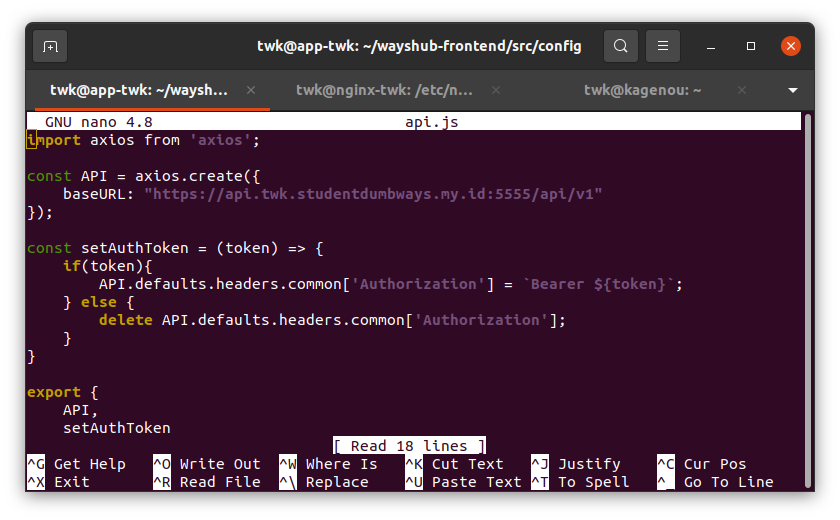 twk@app-twk: ~/wayshub-frontend/src/config
twk@app-twk: ~/waysh...
twk@nginx-twk: /etc/n...
twk@kagenou: ~
GNU nano 4.8 api.js
import axios from 'axios';
const API = axios.create({
    baseURL: "https://api.twk.studentdumbways.my.id:5555/api/v1"
});
const setAuthToken = (token) => {
    if(token){
        API.defaults.headers.common['Authorization'] = `Bearer ${token}`;
    } else {
        delete API.defaults.headers.common['Authorization'];
    }
}
export {
    API,
    setAuthToken
[ Read 18 lines ]
^G Get Help ^O Write Out ^W Where Is ^K Cut Text ^J Justify ^C Cur Pos
^X Exit ^R Read File ^\ Replace ^U Paste Text ^T To Spell ^_ Go To Line